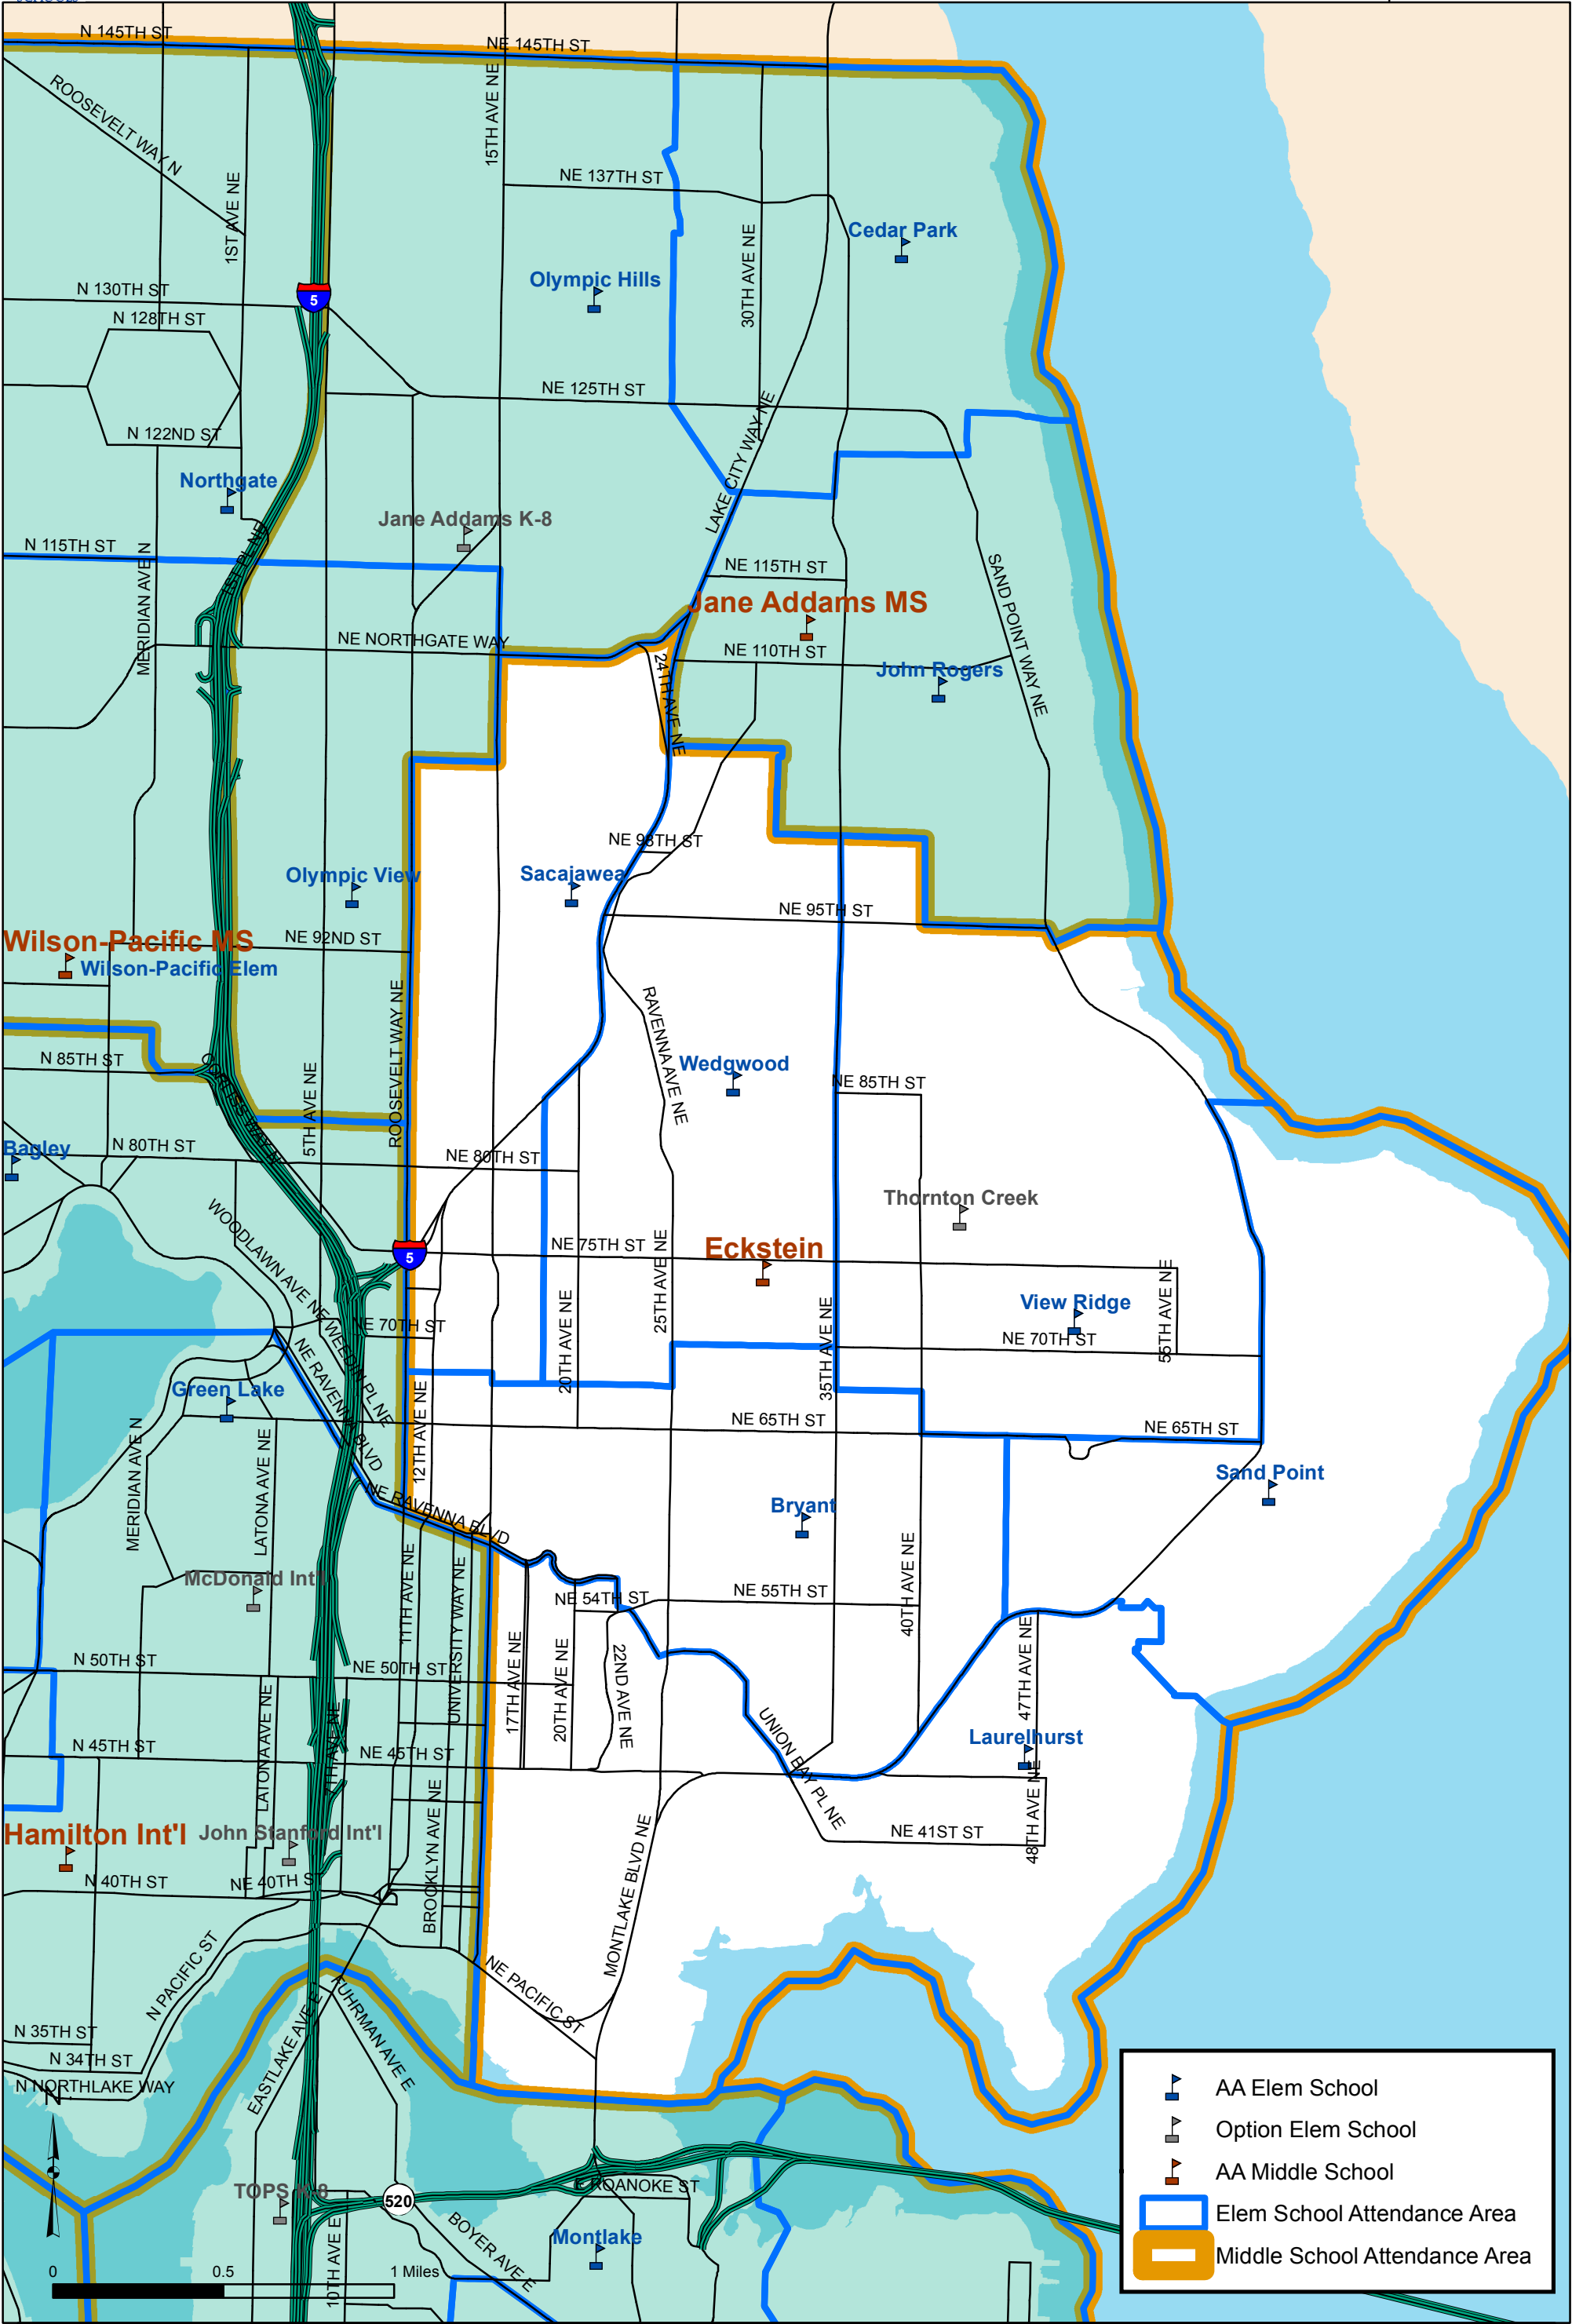 N 145TH ST
NE 145TH ST
ROOSEVELT WAY N
1ST AVE NE
15TH AVE NE
NE 137TH ST
30TH AVE NE
Cedar Park
Olympic Hills
N 130TH ST
5
N 128TH ST
NE 125TH ST
N 122ND ST
LAKE CITY WAY NE
Northgate
Jane Addams K-8
N 115TH ST
1ST PL NE
MERIDIAN AVE N
NE 115TH ST
SAND POINT WAY NE
Jane Addams MS
NE NORTHGATE WAY
24TH AVE NE
NE 110TH ST
John Rogers
NE 98TH ST
Olympic View
Sacajawea
NE 95TH ST
Wilson-Pacific MS
NE 92ND ST
Wilson-Pacific Elem
ROOSEVELT WAY NE
RAVENNA AVE NE
N 85TH ST
CORLISS WAY N
5TH AVE NE
Wedgwood
NE 85TH ST
Bagley
N 80TH ST
NE 80TH ST
Thornton Creek
WOODLAWN AVE NE
5
NE 75TH ST
25TH AVE NE
Eckstein
55TH AVE NE
View Ridge
NE 70TH ST
NE 70TH ST
WEEDIN PL NE
NE RAVENNA BLVD
20TH AVE NE
35TH AVE NE
Green Lake
12TH AVE NE
MERIDIAN AVE N
LATONA AVE NE
NE 65TH ST
NE 65TH ST
Sand Point
NE RAVENNA BLVD
Bryant
McDonald Int'l
11TH AVE NE
UNIVERSITY WAY NE
NE 54TH ST
NE 55TH ST
40TH AVE NE
N 50TH ST
NE 50TH ST
17TH AVE NE
20TH AVE NE
22ND AVE NE
47TH AVE NE
LATONA AVE NE
7TH AVE NE
N 45TH ST
NE 45TH ST
UNION BAY PL NE
Laurelhurst
48TH AVE NE
Hamilton Int'l
John Stanford Int'l
BROOKLYN AVE NE
MONTLAKE BLVD NE
NE 41ST ST
N 40TH ST
NE 40TH ST
N PACIFIC ST
NE PACIFIC ST
N 35TH ST
N 34TH ST
N NORTHLAKE WAY
EASTLAKE AVE E
FUHRMAN AVE E
N
TOPS K-8
520
E ROANOKE ST
10TH AVE E
BOYER AVE E
Montlake
0 0.5 1 Miles
AA Elem School
Option Elem School
AA Middle School
Elem School Attendance Area
Middle School Attendance Area